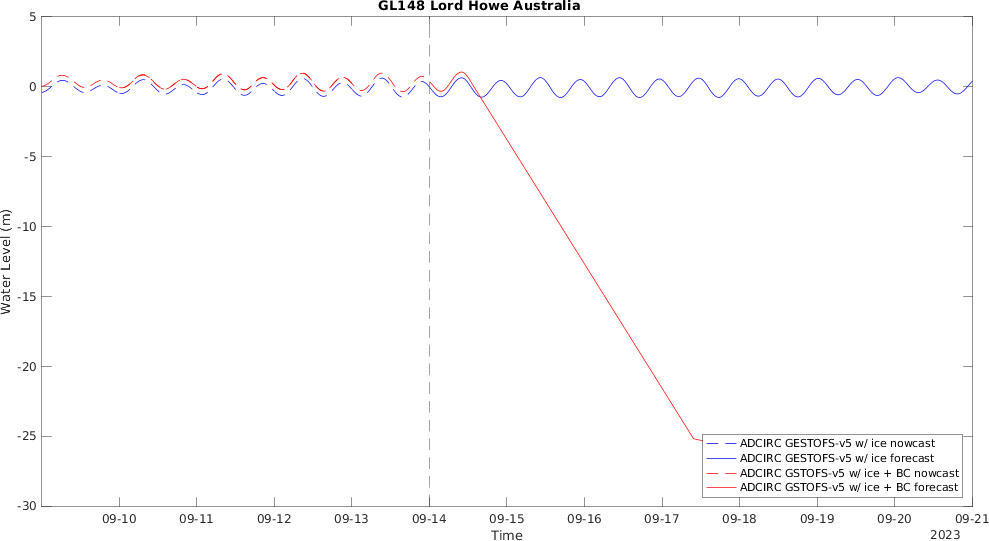 GL148 Lord Howe Australia
5
0
-5
-10
-15
-20
-25
-30
Water Level (m)
ADCIRC GESTOFS-v5 w/ ice nowcast
ADCIRC GESTOFS-v5 w/ ice forecast
ADCIRC GSTOFS-v5 w/ ice + BC nowcast
ADCIRC GSTOFS-v5 w/ ice + BC forecast
09-10 09-11 09-12 09-13 09-14 09-15 09-16 09-17 09-18 09-19 09-20 09-21
Time
2023